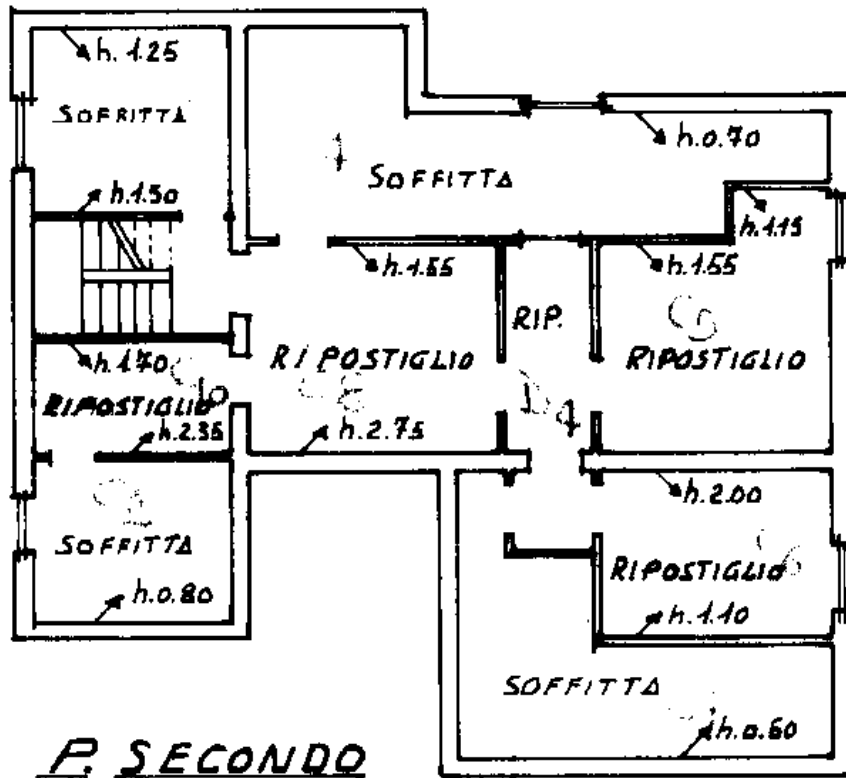 h. 1.25
SOFFITTA
h. 0.70
SOFFITTA
h. 1.50
h. 1.15
h. 1.55
h. 1.55
RIP.
RIPOSTIGLIO
RIPOSTIGLIO
h. 1.70
RIPOSTIGLIO
h. 2.35
h. 2.75
h. 2.00
SOFFITTA
RIPOSTIGLIO
h. 0.80
h. 1.10
SOFFITTA
h. 0.60
P. SECONDO